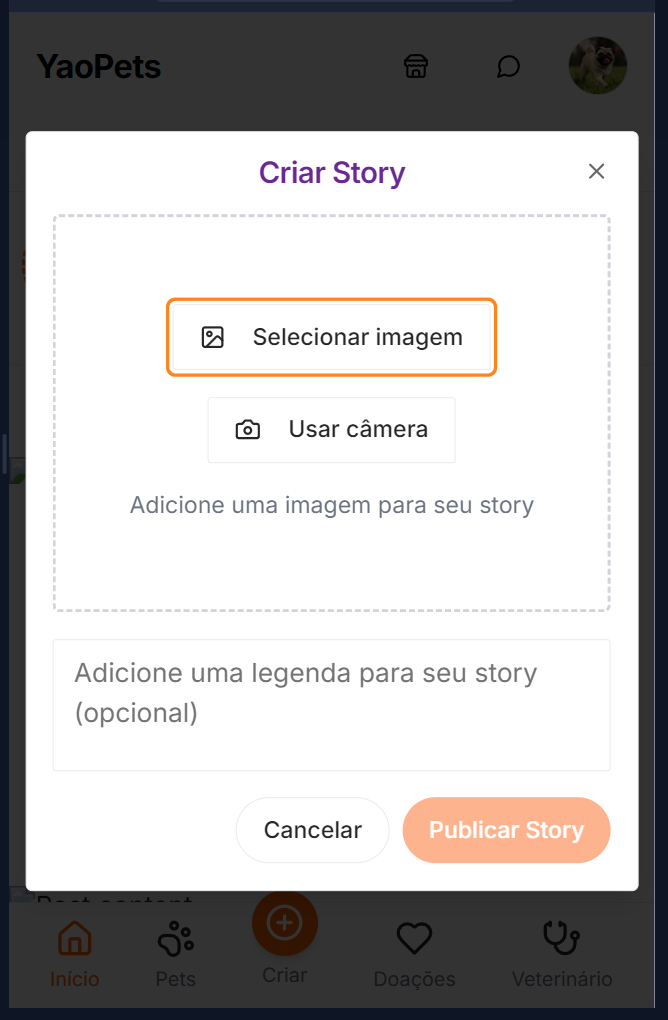 YaoPets
Criar Story
Selecionar imagem
Usar câmera
Adicione uma imagem para seu story
Adicione uma legenda para seu story
(opcional)
Cancelar
Publicar Story
Post content
Início
Pets
Criar
Doações
Veterinário